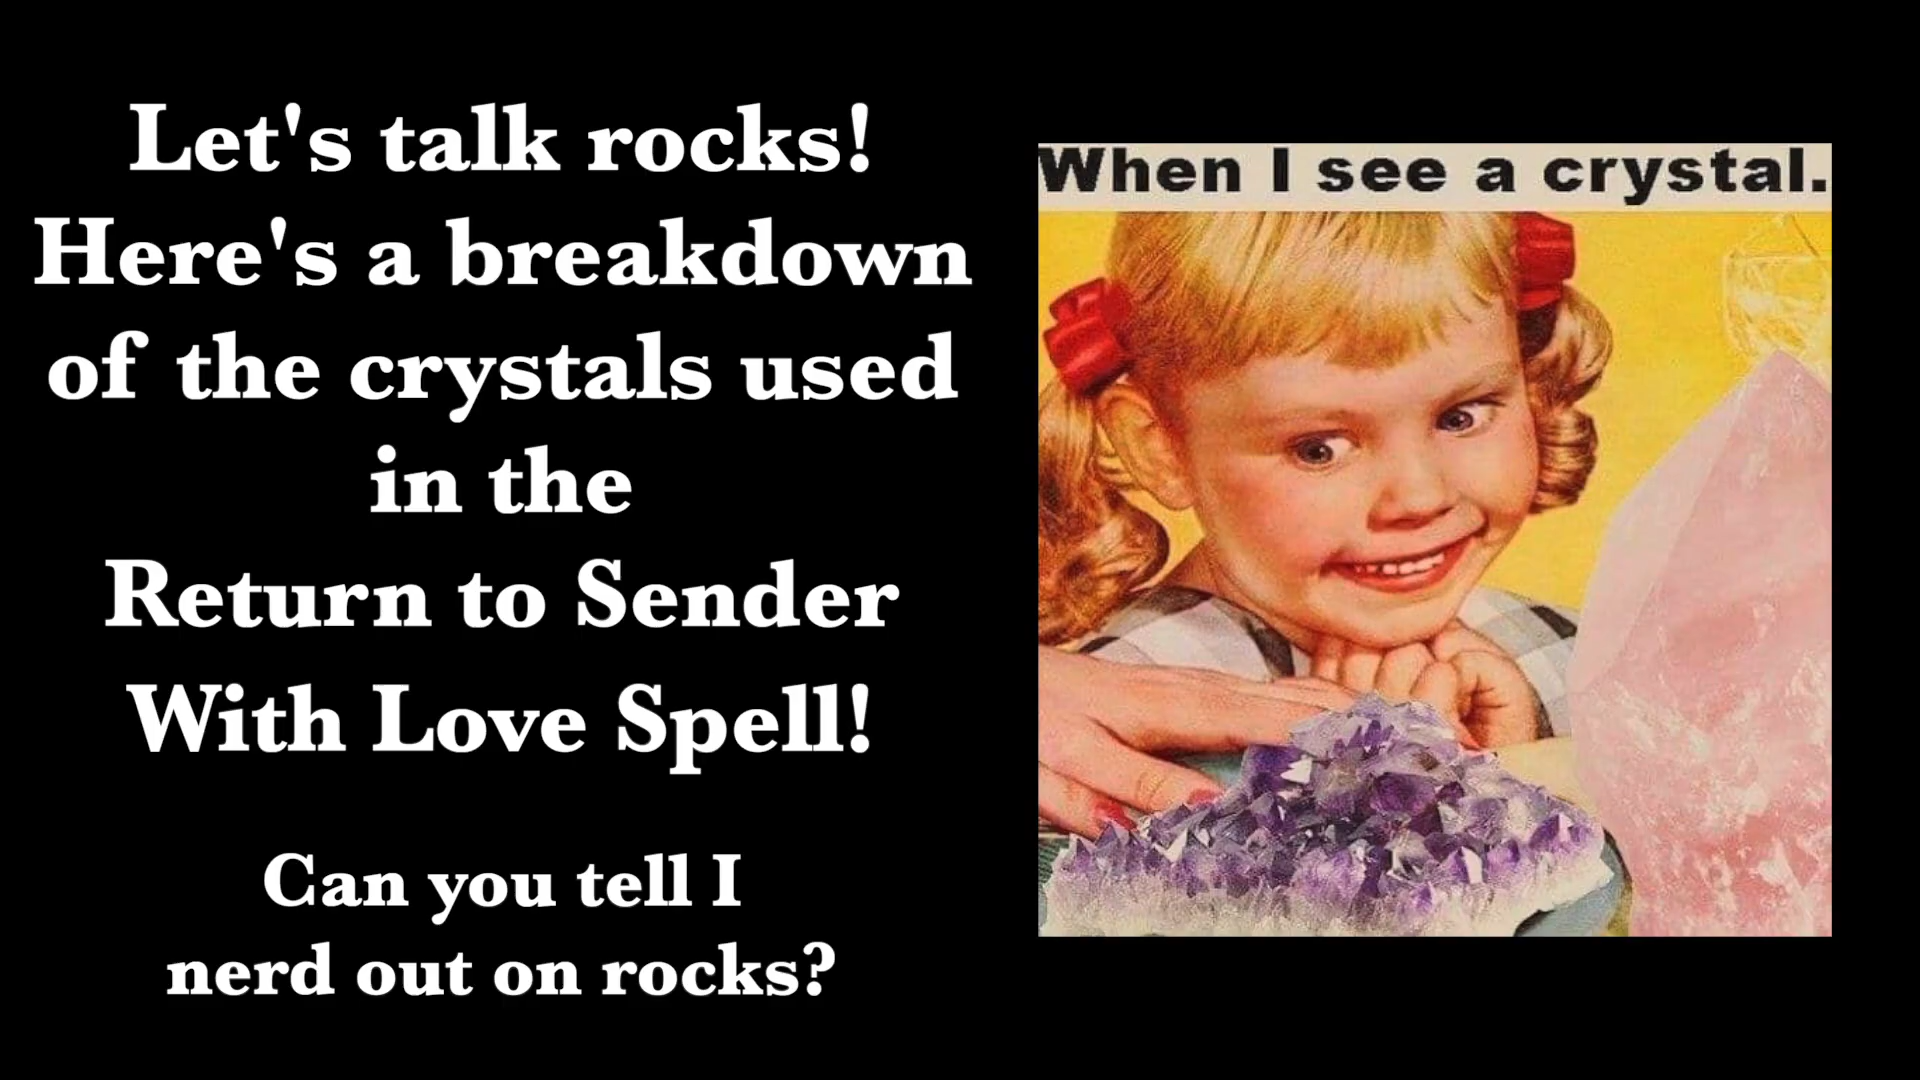 Let's talk rocks!
Here's a breakdown
of the crystals used
in the
Return to Sender
With Love Spell!
Can you tell I
nerd out on rocks?
When I see a crystal.